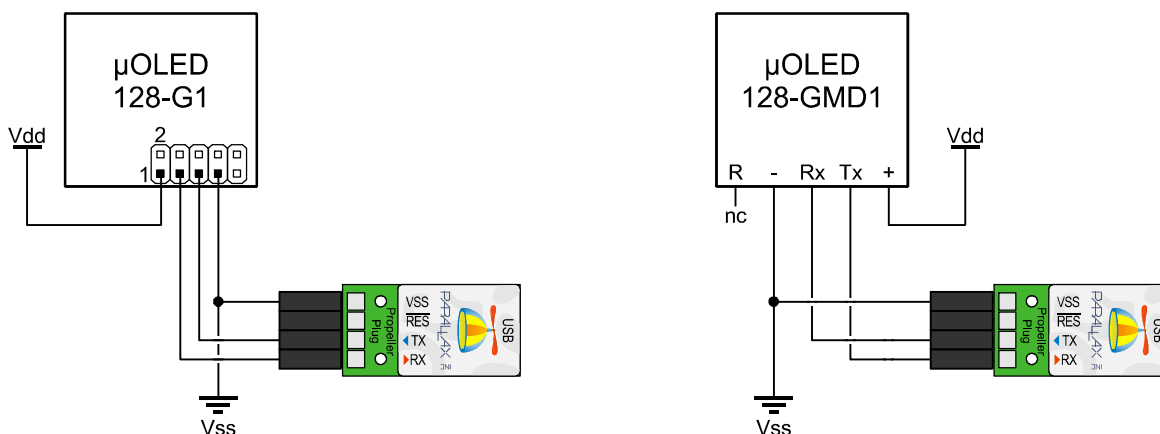 µOLED
128-G1
Vdd
2
1
VSS
RES
TX
RX
Propeller
Plug
PARALLAX INC
USB
Vss
µOLED
128-GMD1
Vdd
R
-
Rx
Tx
+
nc
VSS
RES
TX
RX
Propeller
Plug
PARALLAX INC
USB
Vss